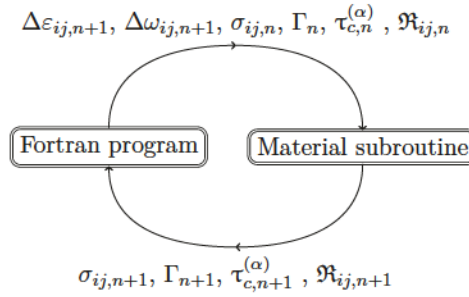 Δε_{ij,n+1}, Δω_{ij,n+1}, σ_{ij,n}, Γ_n, τ_{c,n}^{(α)} , ℜ_{ij,n}
Fortran program Material subroutine
σ_{ij,n+1}, Γ_{n+1}, τ_{c,n+1}^{(α)} , ℜ_{ij,n+1}